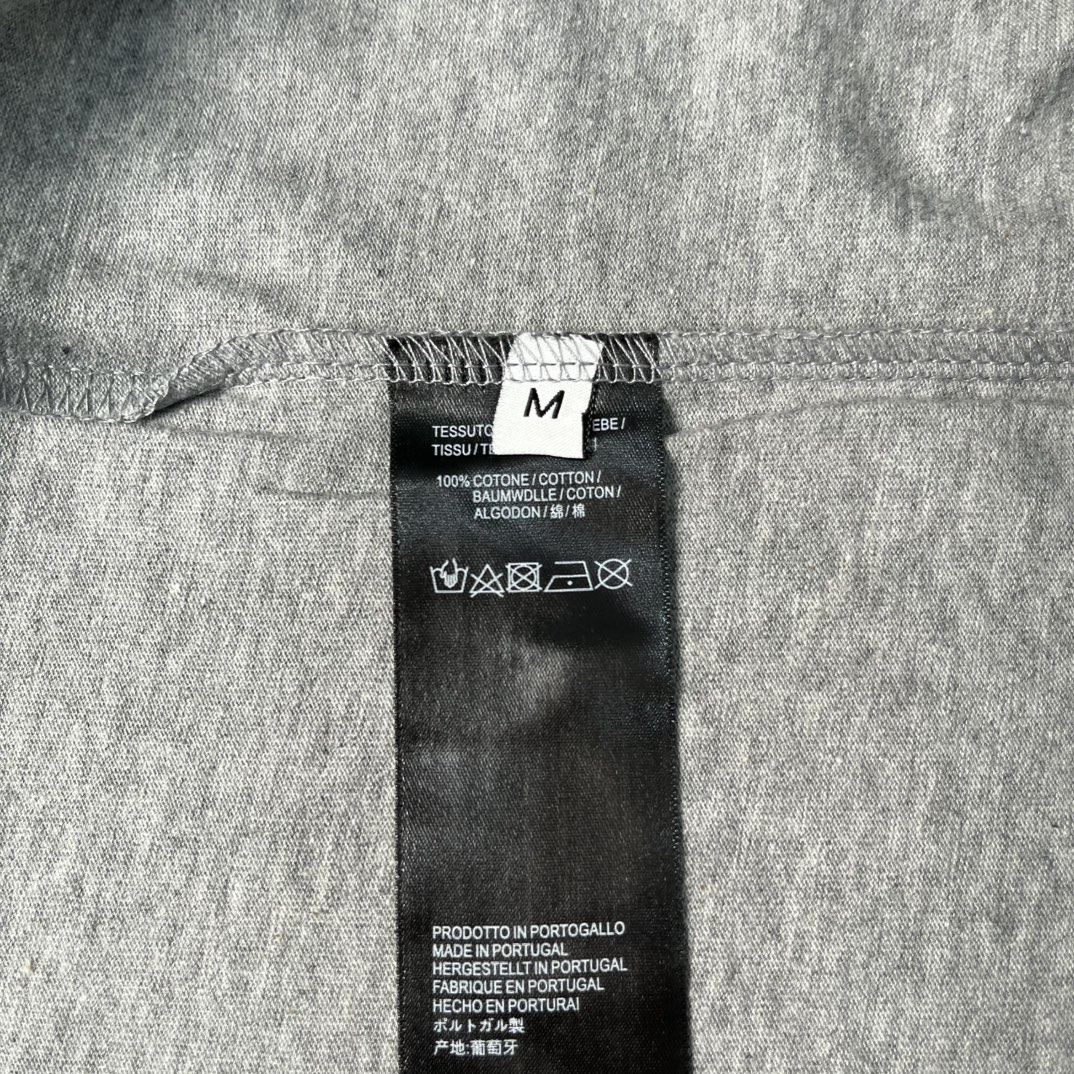 M
TESSUTO EBE /
TISSU / TE
100% COTONE / COTTON /
BAUMWDLLE / COTON /
ALGODON / 綿 / 棉
PRODOTTO IN PORTOGALLO
MADE IN PORTUGAL
HERGESTELLT IN PORTUGAL
FABRIQUE EN PORTUGAL
HECHO EN PORTURAI
ポルトガル製
产地:葡萄牙